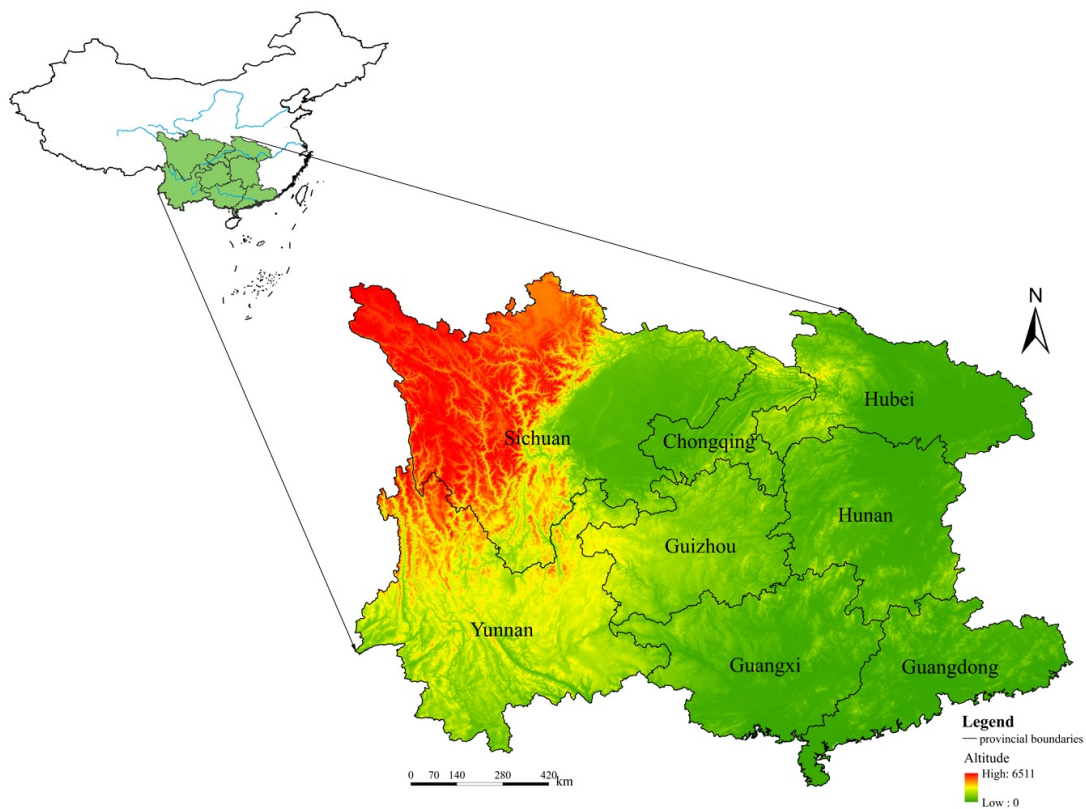 N
Hubei
Sichuan
Chongqing
Hunan
Guizhou
Yunnan
Guangxi
Guangdong
Legend
provincial boundaries
Altitude
High: 6511
Low : 0
0 70 140 280 420
km